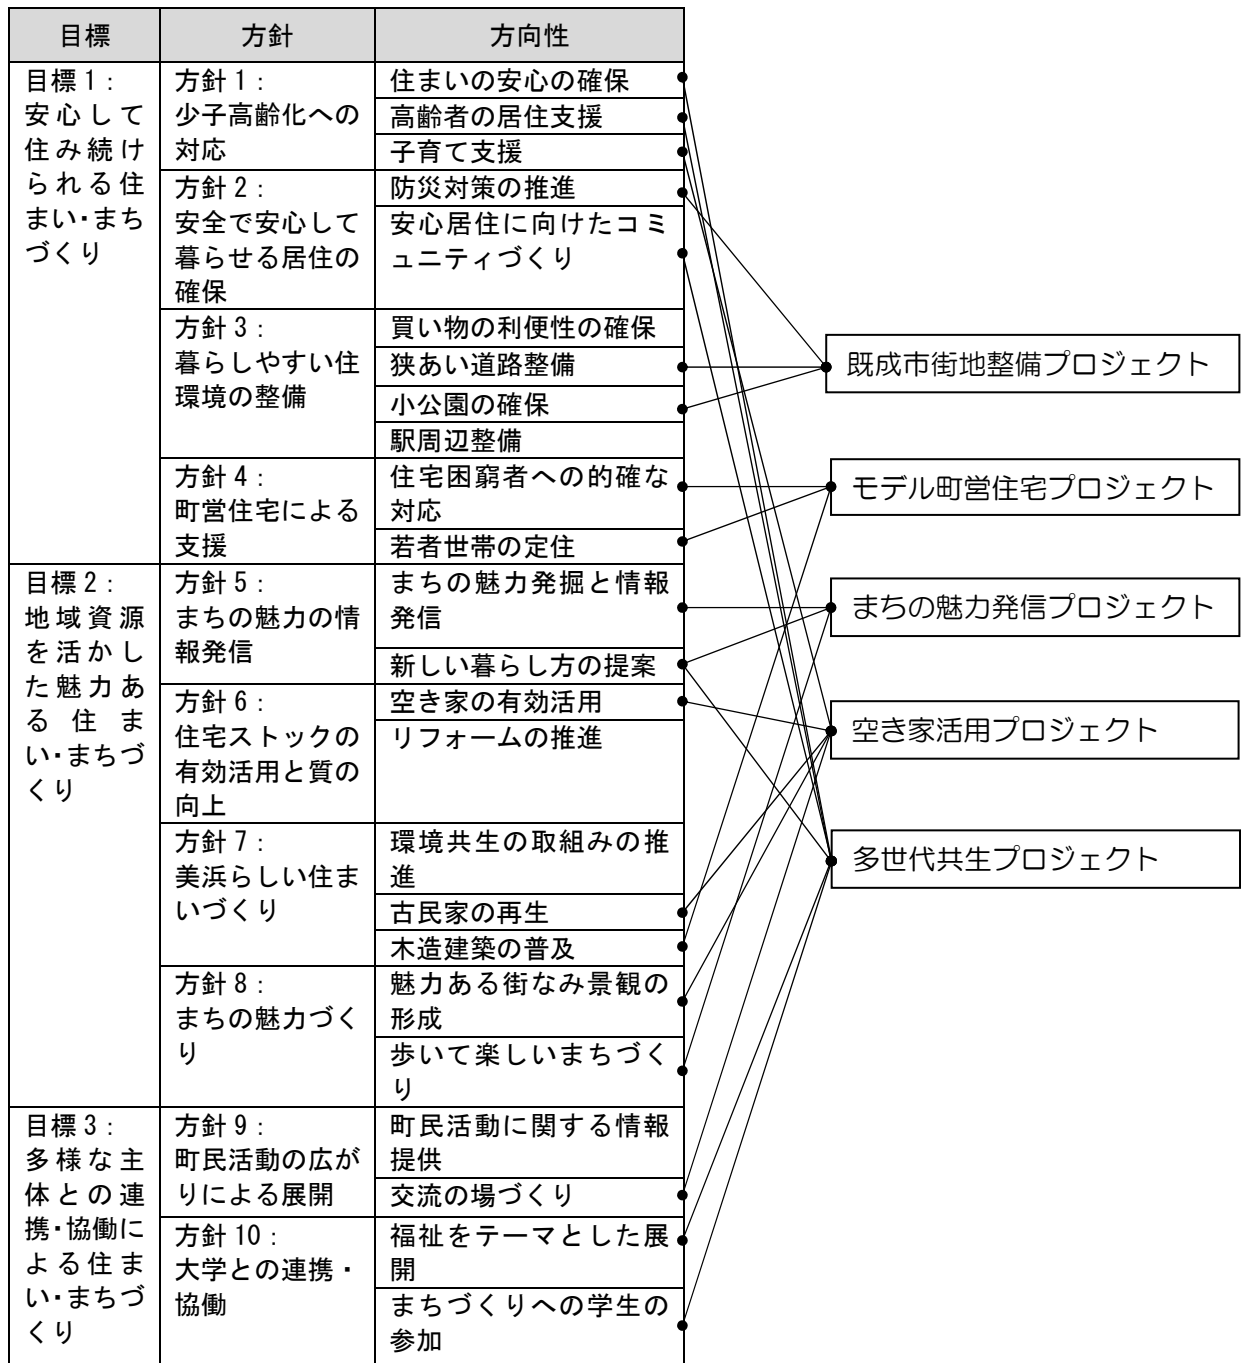 目標
方針
方向性
目標1：
安心して
住み続け
られる住
まい・まち
づくり
方針1：
少子高齢化への
対応
住まいの安心の確保
高齢者の居住支援
子育て支援
方針2：
安全で安心して
暮らせる居住の
確保
防災対策の推進
安心居住に向けたコミ
ュニティづくり
方針3：
暮らしやすい住
環境の整備
買い物の利便性の確保
狭あい道路整備
小公園の確保
駅周辺整備
方針4：
町営住宅による
支援
住宅困窮者への的確な
対応
若者世帯の定住
目標2：
地域資源
を活かし
た魅力あ
る住ま
い・まちづ
くり
方針5：
まちの魅力の情
報発信
まちの魅力発掘と情報
発信
新しい暮らし方の提案
方針6：
住宅ストックの
有効活用と質の
向上
空き家の有効活用
リフォームの推進
方針7：
美浜らしい住ま
いづくり
環境共生の取組みの推
進
古民家の再生
木造建築の普及
方針8：
まちの魅力づく
り
魅力ある街なみ景観の
形成
歩いて楽しいまちづく
り
目標3：
多様な主
体との連
携・協働に
よる住ま
い・まちづ
くり
方針9：
町民活動の広が
りによる展開
町民活動に関する情報
提供
交流の場づくり
方針10：
大学との連携・
協働
福祉をテーマとした展
開
まちづくりへの学生の
参加
既成市街地整備プロジェクト
モデル町営住宅プロジェクト
まちの魅力発信プロジェクト
空き家活用プロジェクト
多世代共生プロジェクト